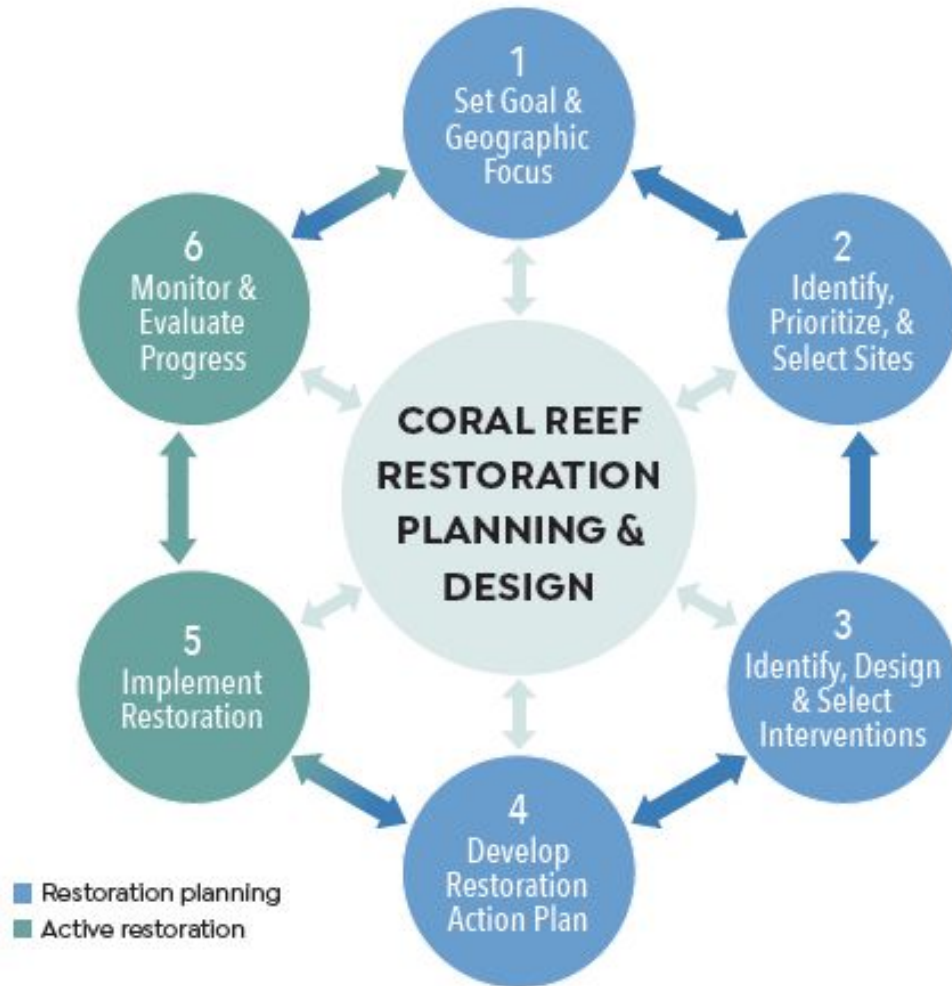 1
Set Goal &
Geographic
Focus
2
Identify,
Prioritize, &
Select Sites
3
Identify, Design
& Select
Interventions
4
Develop
Restoration
Action Plan
5
Implement
Restoration
6
Monitor &
Evaluate
Progress
CORAL REEF
RESTORATION
PLANNING &
DESIGN
Restoration planning
Active restoration